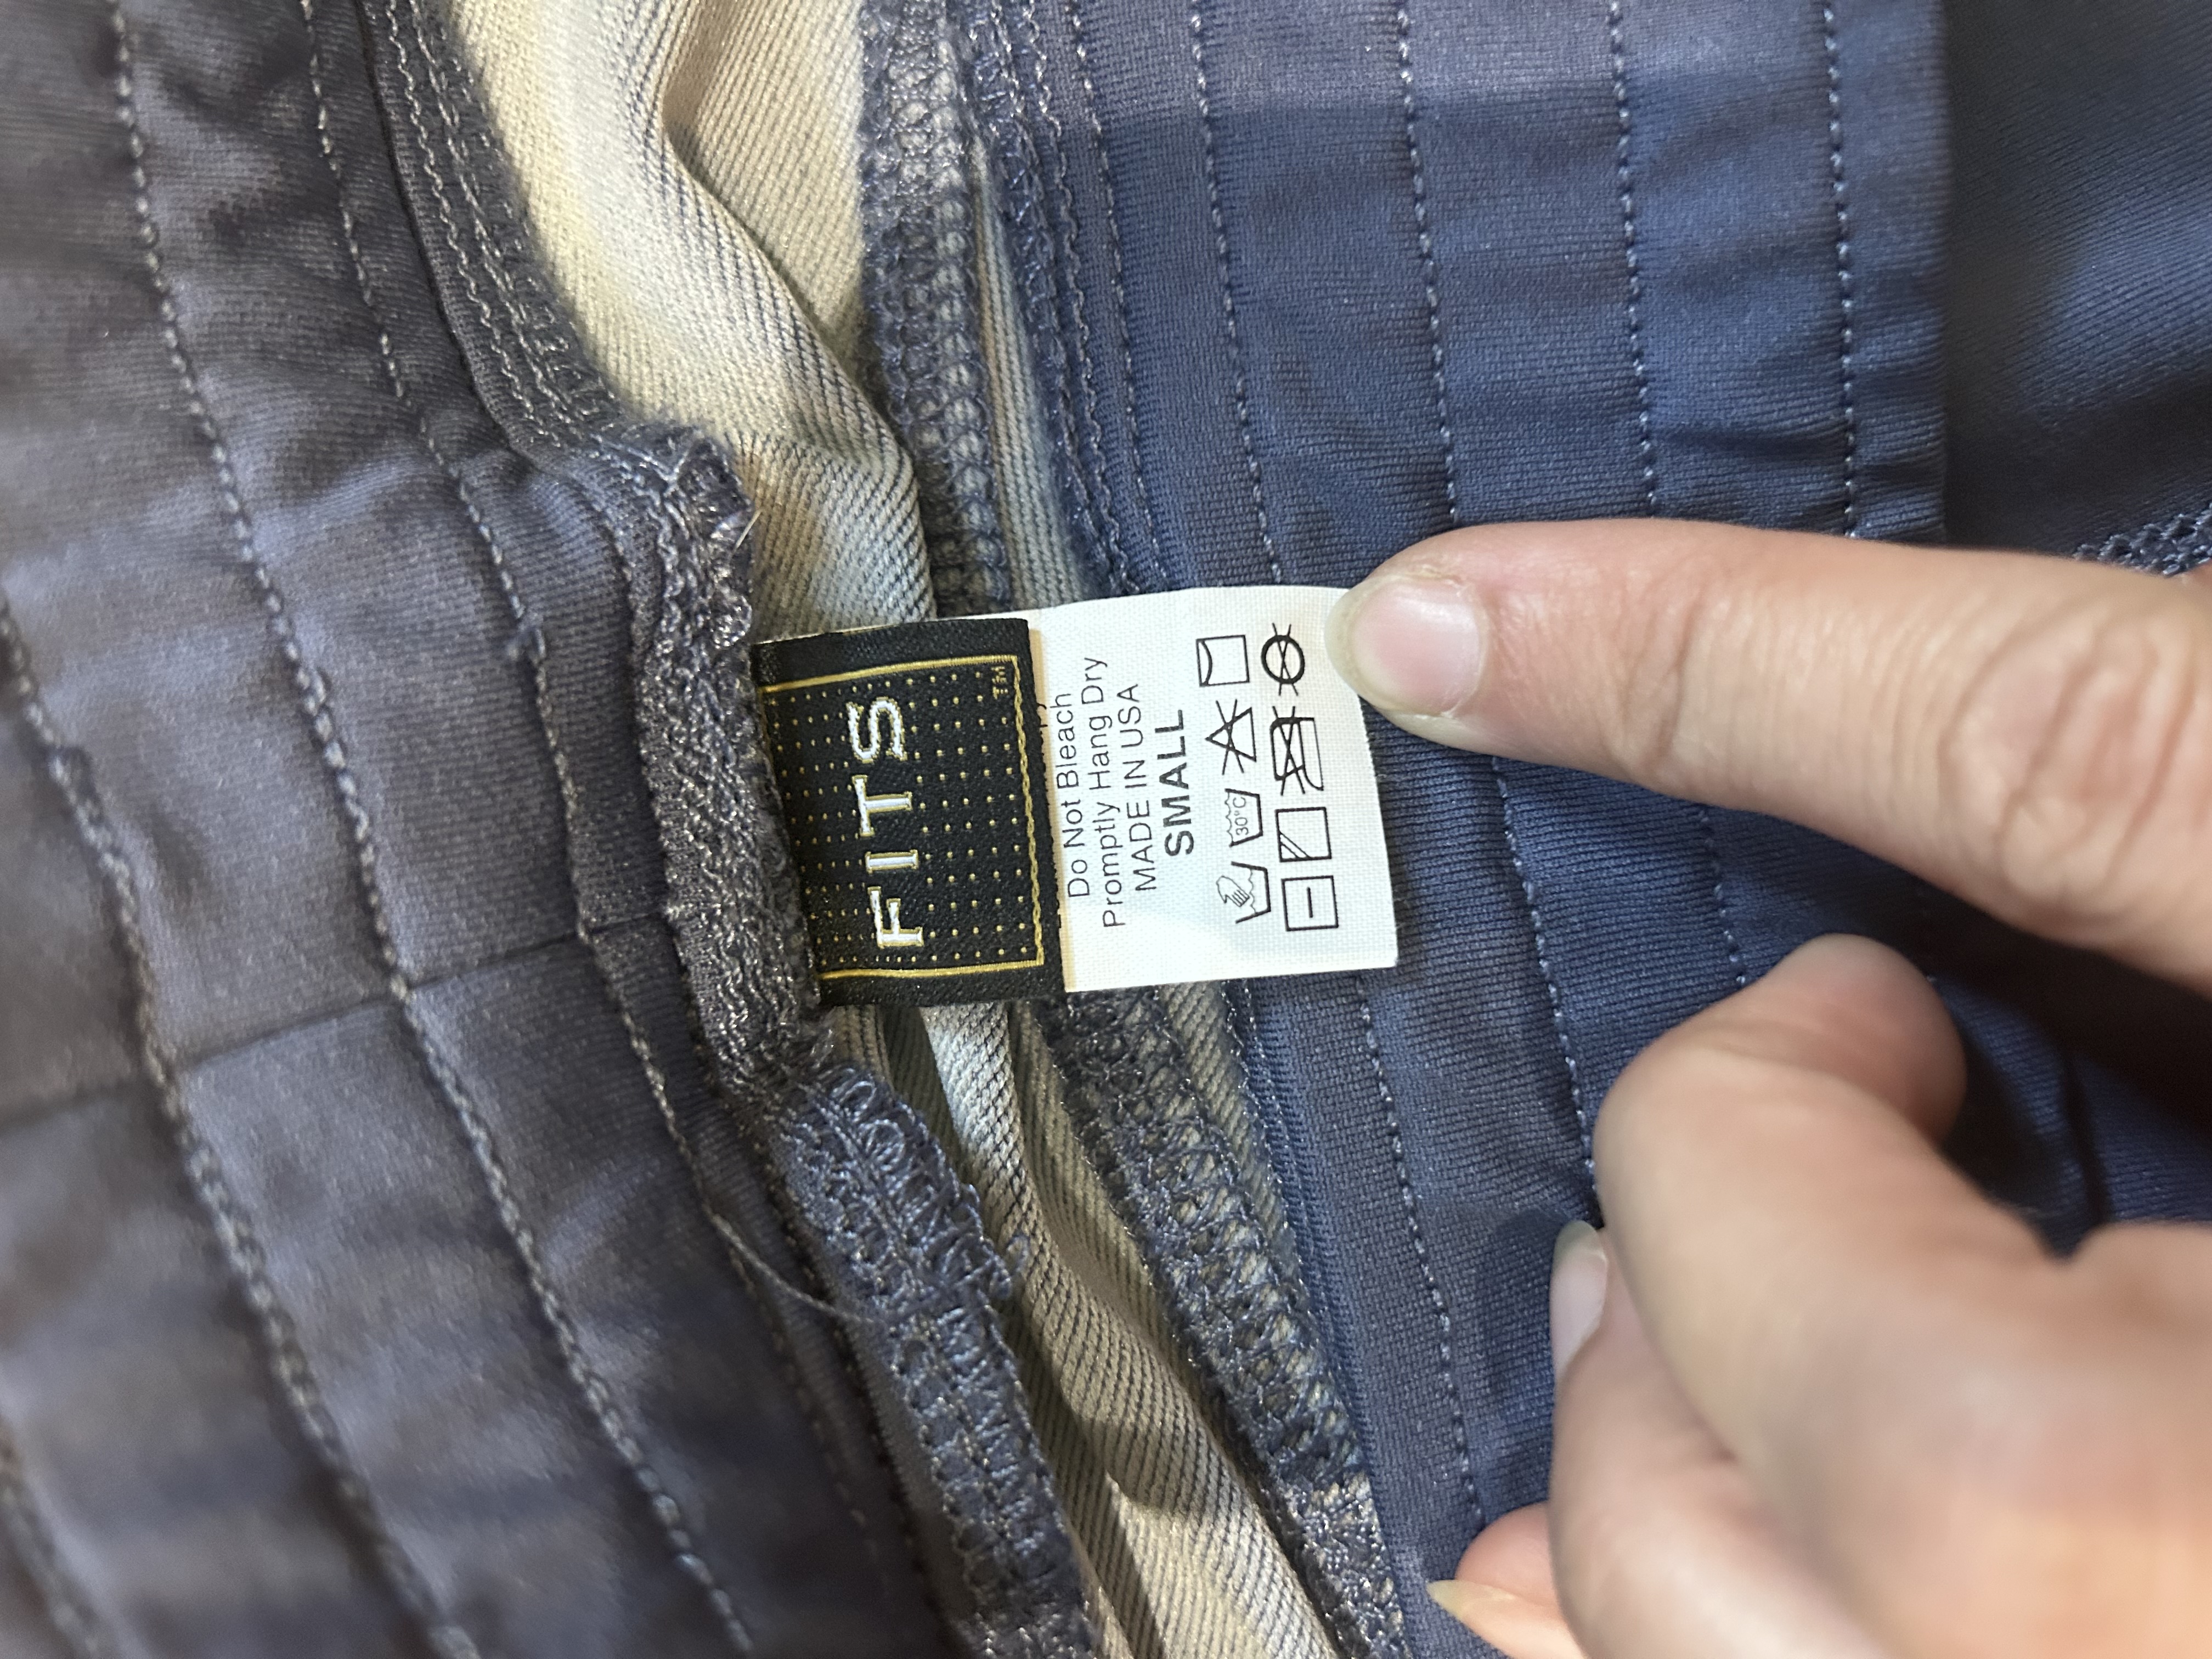 FITS
TM
Do Not Bleach
Promptly Hang Dry
MADE IN USA
SMALL
30°C